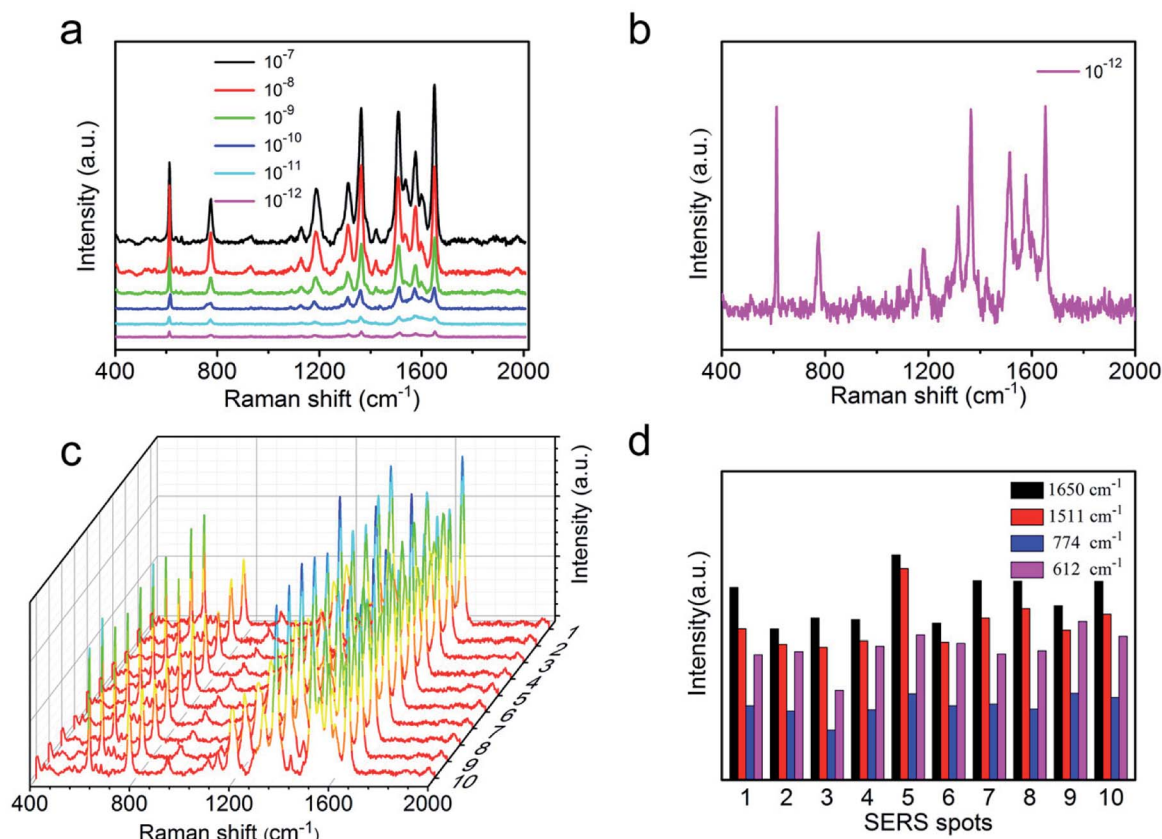 a
10⁻⁷
10⁻⁸
10⁻⁹
10⁻¹⁰
10⁻¹¹
10⁻¹²
Intensity (a.u.)
400 800 1200 1600 2000
Raman shift (cm⁻¹)
b
10⁻¹²
Intensity (a.u.)
400 800 1200 1600 2000
Raman shift (cm⁻¹)
c
Intensity (a.u.)
1
2
3
4
5
6
7
8
9
10
400 800 1200 1600 2000
Raman shift (cm⁻¹)
d
1650 cm⁻¹
1511 cm⁻¹
774 cm⁻¹
612 cm⁻¹
Intensity(a.u.)
1 2 3 4 5 6 7 8 9 10
SERS spots